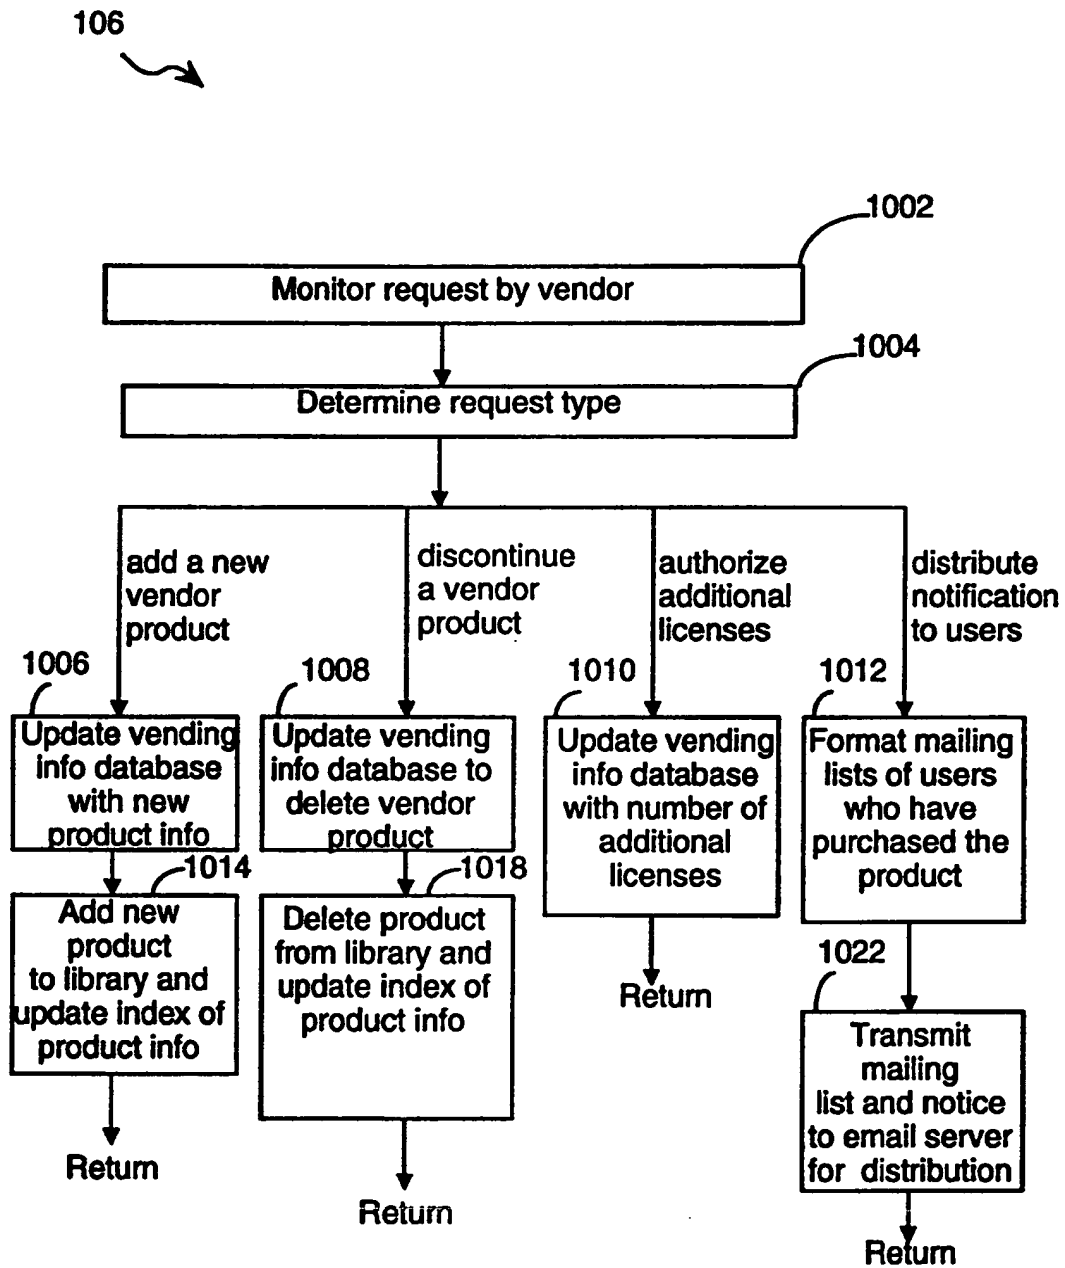 106
1002
Monitor request by vendor
1004
Determine request type
add a new
vendor
product
discontinue
a vendor
product
authorize
additional
licenses
distribute
notification
to users
1006
Update vending
info database
with new
product info
1008
Update vending
info database to
delete vendor
product
1010
Update vending
info database
with number of
additional
licenses
1012
Format mailing
lists of users
who have
purchased the
product
1014
Add new
product
to library and
update index of
product info
Return
1018
Delete product
from library and
update index of
product info
Return
Return
1022
Transmit
mailing
list and notice
to email server
for distribution
Return